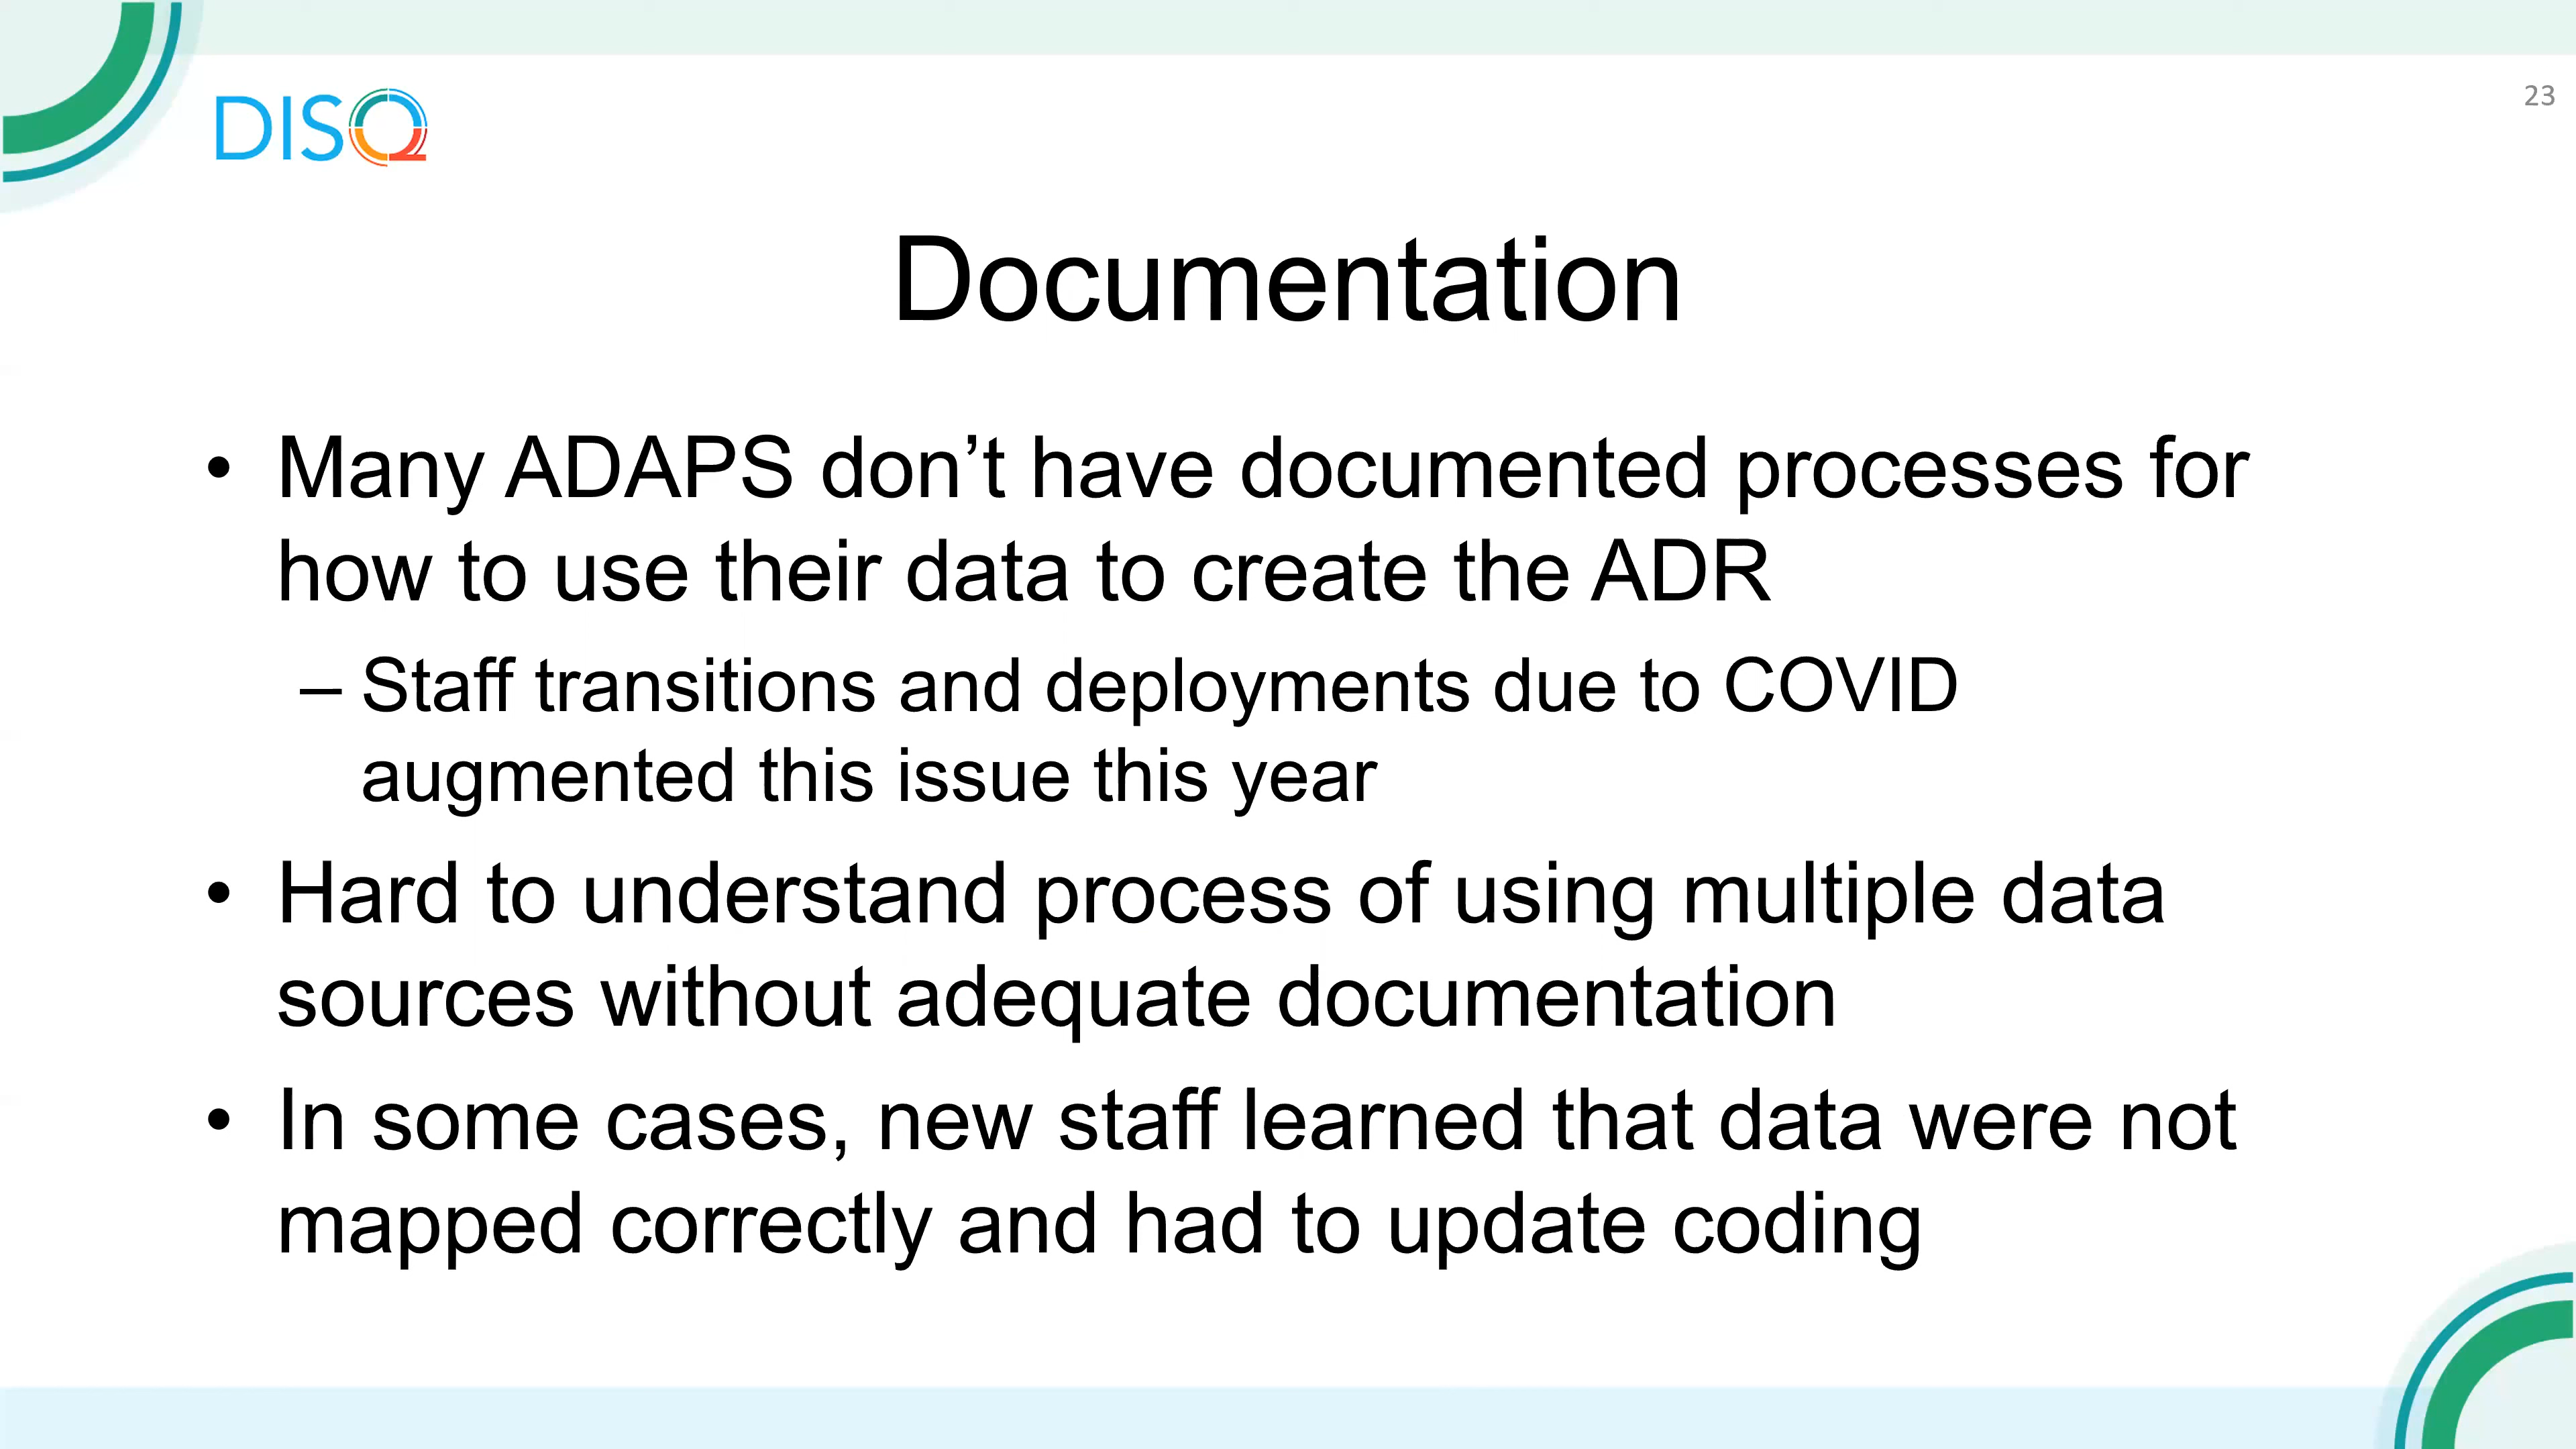 DISQ
23
Documentation
• Many ADAPS don’t have documented processes for
how to use their data to create the ADR
– Staff transitions and deployments due to COVID
augmented this issue this year
• Hard to understand process of using multiple data
sources without adequate documentation
• In some cases, new staff learned that data were not
mapped correctly and had to update coding